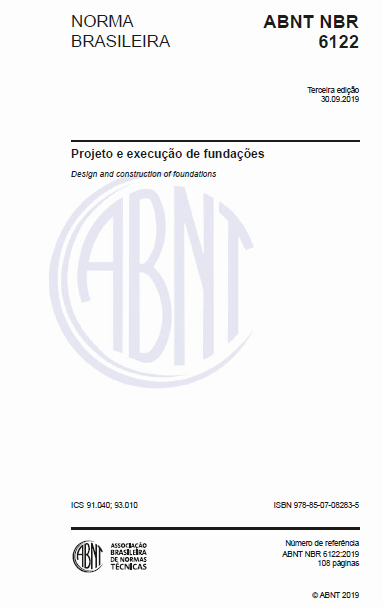 NORMA
BRASILEIRA
ABNT NBR
6122
Terceira edição
30.09.2019
Projeto e execução de fundações
Design and construction of foundations
ABNT
ICS 91.040; 93.010
ISBN 978-85-07-08283-5
ABNT
ASSOCIAÇÃO
BRASILEIRA
DE NORMAS
TÉCNICAS
Número de referência
ABNT NBR 6122:2019
108 páginas
© ABNT 2019